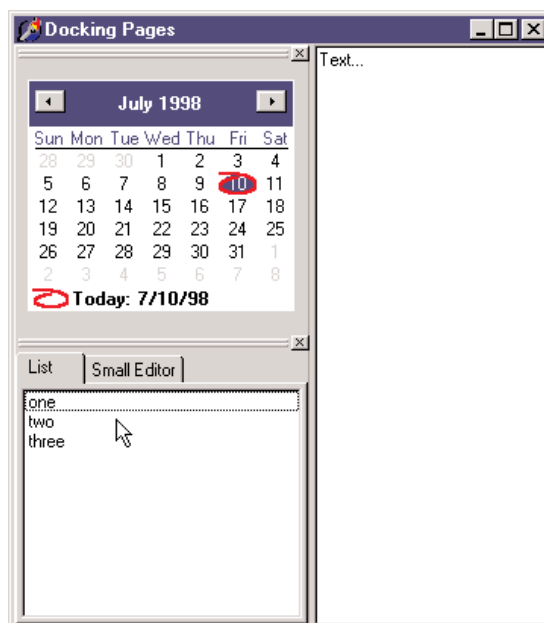 Docking Pages
Text...
July 1998
Sun Mon Tue Wed Thu Fri Sat
28 29 30 1 2 3 4
5 6 7 8 9 10 11
12 13 14 15 16 17 18
19 20 21 22 23 24 25
26 27 28 29 30 31 1
2 3 4 5 6 7 8
Today: 7/10/98
List Small Editor
one
two
three